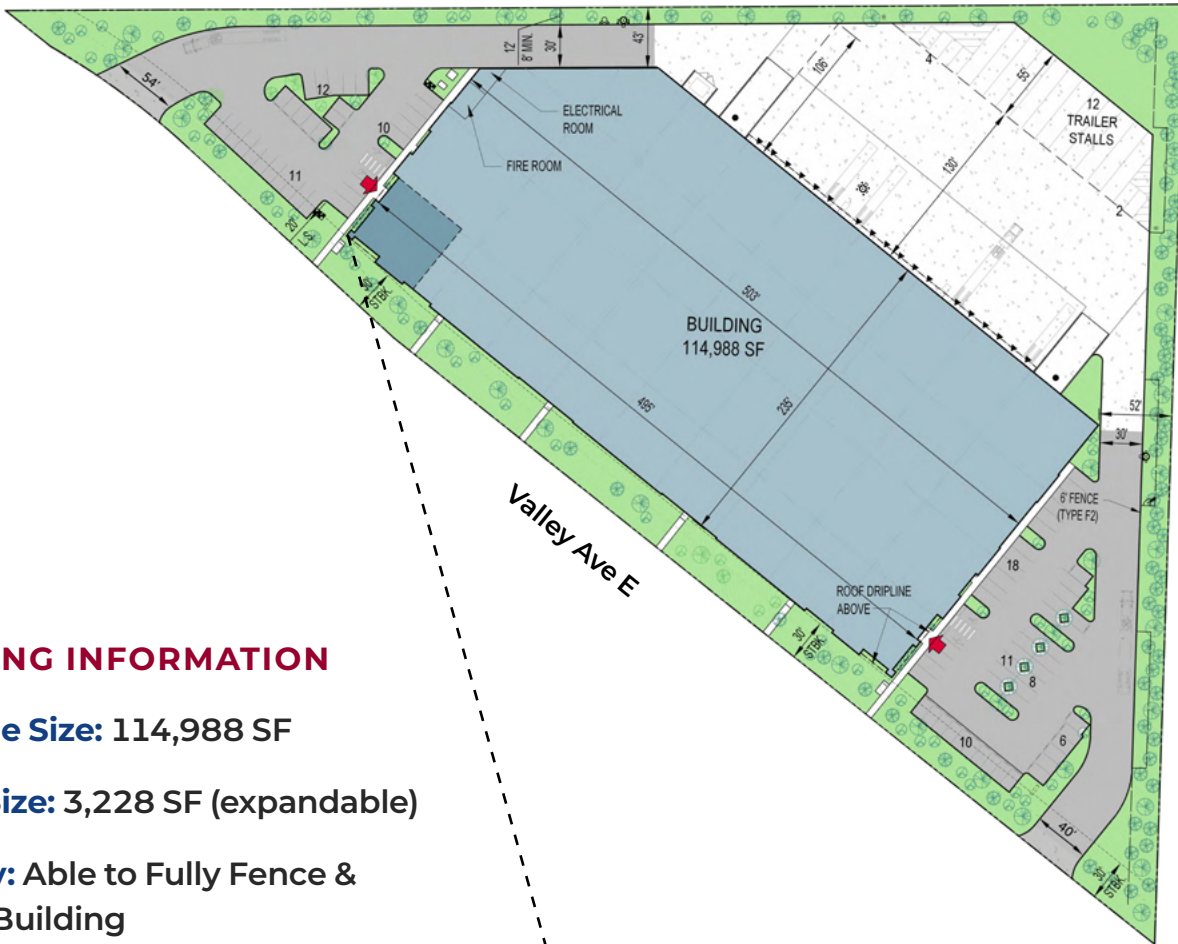 12'
8' MIN.
30'
43'
54'
12
10
11
20'
L.S.
ELECTRICAL
ROOM
FIRE ROOM
106'
4
55'
12
TRAILER
STALLS
2
130'
30'
STBK
503'
BUILDING
114,988 SF
495'
235'
52'
30'
6' FENCE
(TYPE F2)
18
Valley Ave E
ROOF DRIPLINE
ABOVE
30'
STBK
11
8
10
6
40'
30'
STBK
NG INFORMATION
e Size: 114,988 SF
ize: 3,228 SF (expandable)
y: Able to Fully Fence &
Building